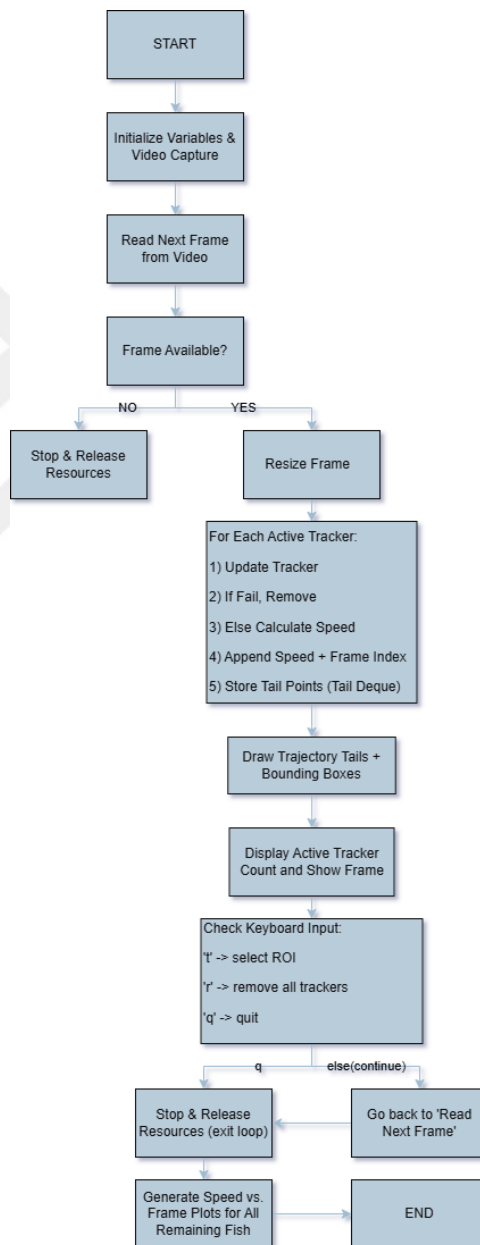 START
Initialize Variables &
Video Capture
Read Next Frame
from Video
Frame Available?
NO
YES
Stop & Release
Resources
Resize Frame
For Each Active Tracker:
1) Update Tracker
2) If Fail, Remove
3) Else Calculate Speed
4) Append Speed + Frame Index
5) Store Tail Points (Tail Deque)
Draw Trajectory Tails +
Bounding Boxes
Display Active Tracker
Count and Show Frame
Check Keyboard Input:
't' -> select ROI
'r' -> remove all trackers
'q' -> quit
q
else(continue)
Stop & Release
Resources (exit loop)
Go back to 'Read
Next Frame'
Generate Speed vs.
Frame Plots for All
Remaining Fish
END